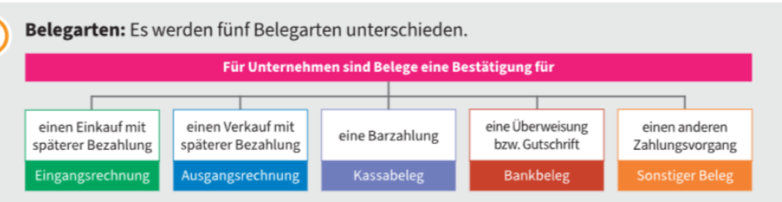 Belegarten: Es werden fünf Belegarten unterschieden.
Für Unternehmen sind Belege eine Bestätigung für
einen Einkauf mit
späterer Bezahlung
Eingangsrechnung
einen Verkauf mit
späterer Bezahlung
Ausgangsrechnung
eine Barzahlung
Kassabeleg
eine Überweisung
bzw. Gutschrift
Bankbeleg
einen anderen
Zahlungsvorgang
Sonstiger Beleg